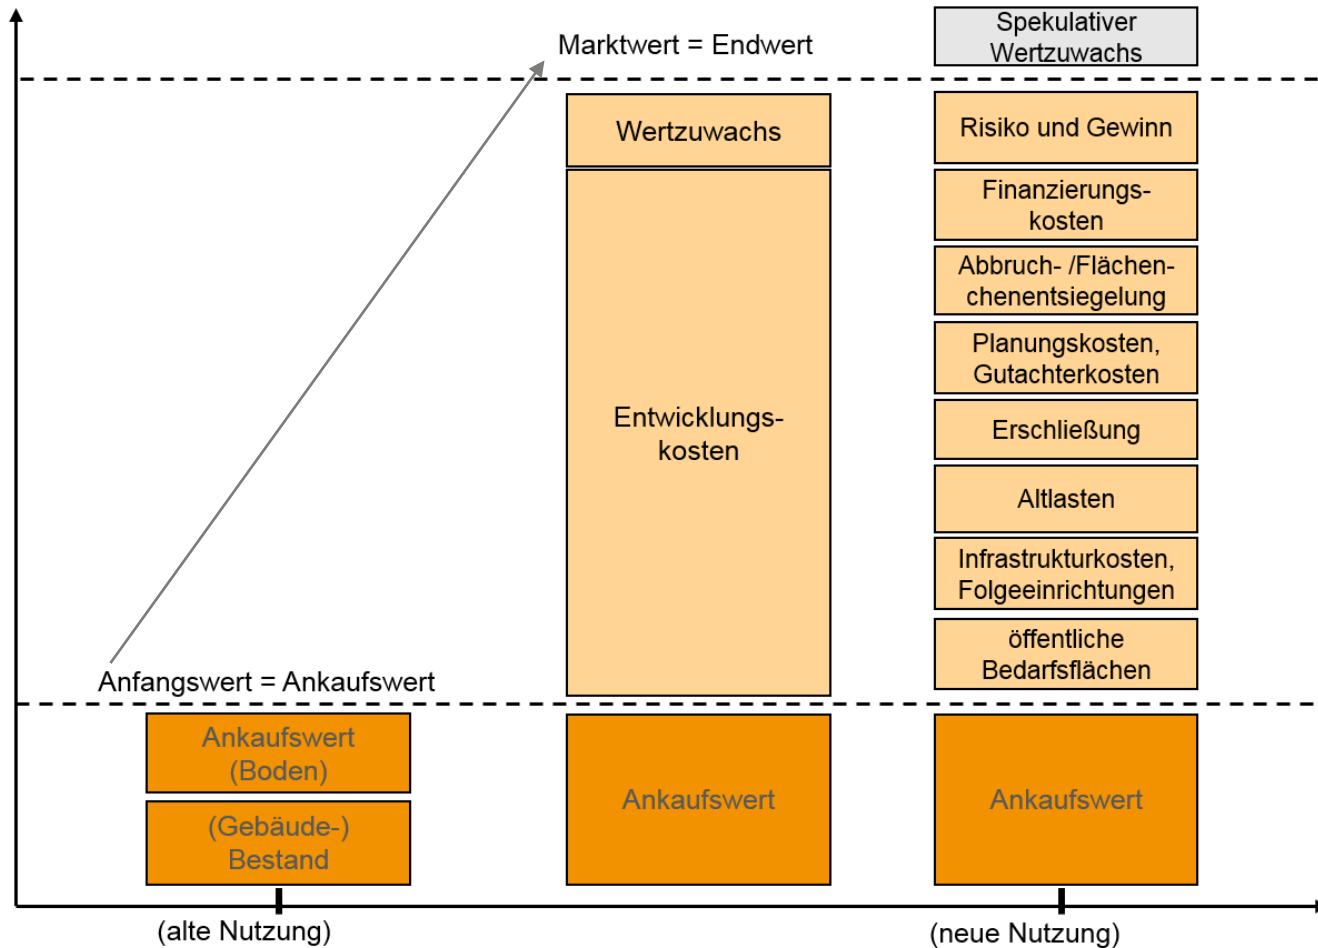 Marktwert = Endwert
Spekulativer
Wertzuwachs
Wertzuwachs
Entwicklungs-
kosten
Risiko und Gewinn
Finanzierungs-
kosten
Abbruch- /Flächen-
chenentsiegelung
Planungskosten,
Gutachterkosten
Erschließung
Altlasten
Infrastrukturkosten,
Folgeeinrichtungen
öffentliche
Bedarfsflächen
Anfangswert = Ankaufswert
Ankaufswert
(Boden)
(Gebäude-)
Bestand
Ankaufswert
Ankaufswert
(alte Nutzung)
(neue Nutzung)